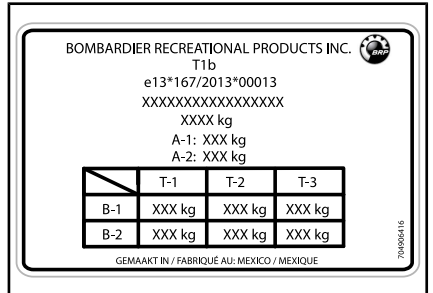 BOMBARDIER RECREATIONAL PRODUCTS INC.
BRP
T1b
e13*167/2013*00013
XXXXXXXXXXXXXXXXX
XXXX kg
A-1: XXX kg
A-2: XXX kg
T-1 T-2 T-3
B-1 XXX kg XXX kg XXX kg
B-2 XXX kg XXX kg XXX kg
704906416
GEMAAKT IN / FABRIQUÉ AU: MEXICO / MEXIQUE